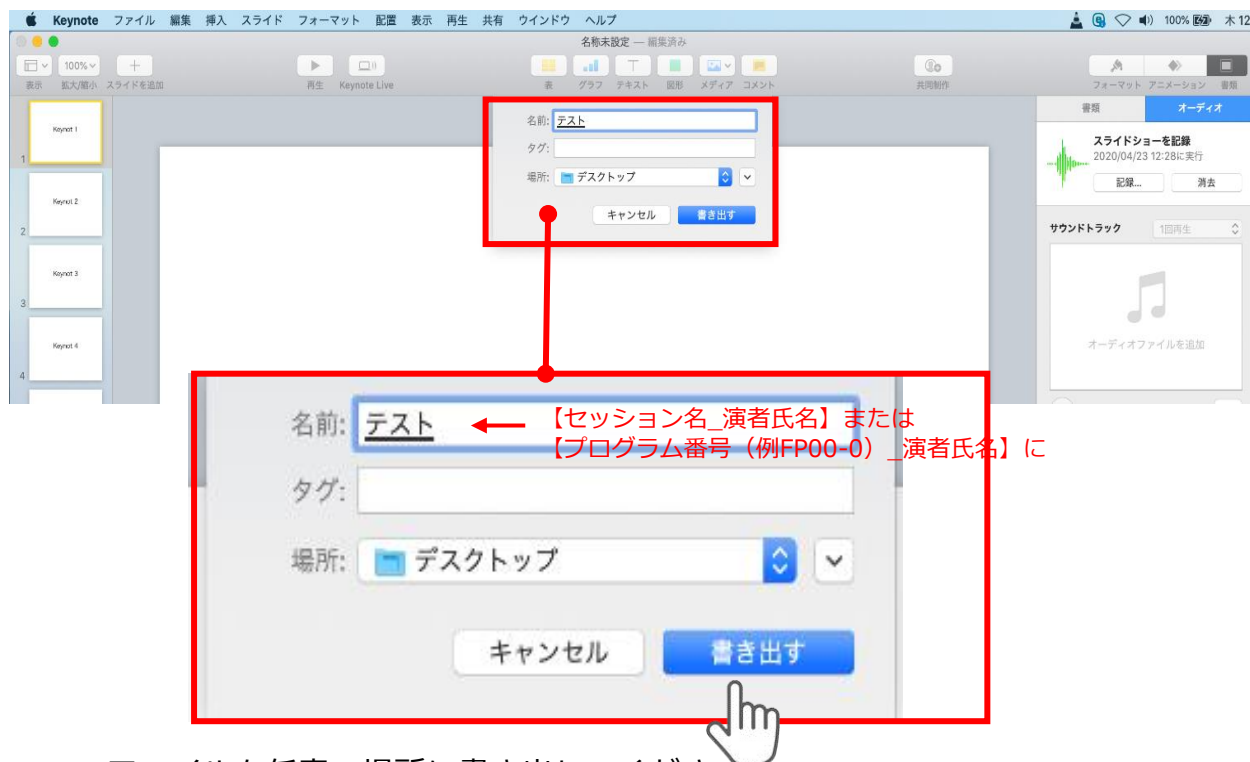 Keynote ファイル 編集 挿入 スライド フォーマット 配置 表示 再生 共有 ウインドウ ヘルプ 100% 木12
名称未設定 — 編集済み
100%
表示 拡大/縮小 スライドを追加 再生 Keynote Live 表 グラフ テキスト 図形 メディア コメント 共同制作 フォーマット アニメーション 書類
書類 オーディオ
スライドショーを記録
2020/04/23 12:28に実行
記録... 消去
サウンドトラック 1回再生
オーディオファイルを追加
Keynot 1
1
Keynot 2
2
Keynot 3
3
Keynot 4
4
名前: テスト
タグ:
場所: デスクトップ
キャンセル 書き出す
名前: テスト
【セッション名_演者氏名】または
【プログラム番号（例FP00-0）_演者氏名】に
タグ:
場所: デスクトップ
キャンセル 書き出す